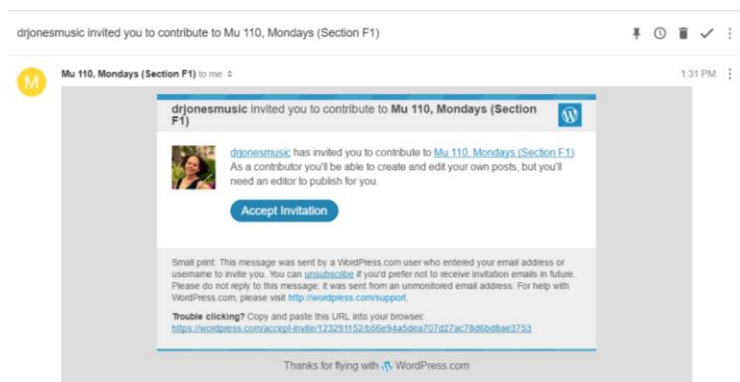 drjonesmusic invited you to contribute to Mu 110, Mondays (Section F1)
M
Mu 110, Mondays (Section F1) to me
1:31 PM
drjonesmusic invited you to contribute to Mu 110, Mondays (Section
F1)
drjonesmusic has invited you to contribute to Mu 110, Mondays (Section F1)
As a contributor you'll be able to create and edit your own posts, but you'll
need an editor to publish for you.
Accept Invitation
Small print: This message was sent by a WordPress.com user who entered your email address or
username to invite you. You can unsubscribe if you'd prefer not to receive invitation emails in future.
Please do not reply to this message; it was sent from an unmonitored email address. For help with
WordPress.com, please visit http://wordpress.com/support.
Trouble clicking? Copy and paste this URL into your browser:
https://wordpress.com/accept-invite/123291152/b56e94a5dea707d27ac78d6bd8ae3753
Thanks for flying with WordPress.com